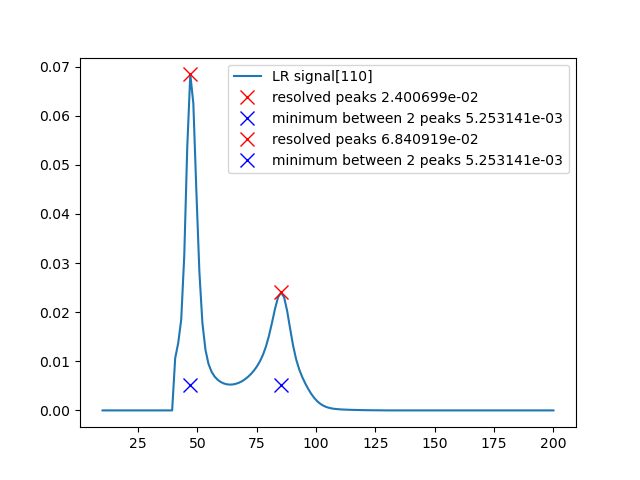 0.07
0.06
0.05
0.04
0.03
0.02
0.01
0.00
LR signal[110]
resolved peaks 2.400699e-02
minimum between 2 peaks 5.253141e-03
resolved peaks 6.840919e-02
minimum between 2 peaks 5.253141e-03
25 50 75 100 125 150 175 200